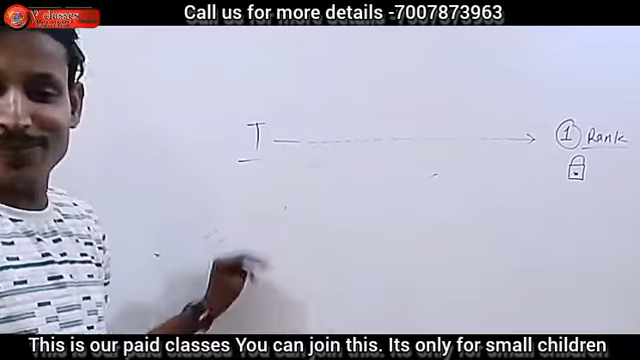 Y classes
Call us for more details -7007873963
I
1 Rank
This is our paid classes You can join this. Its only for small children